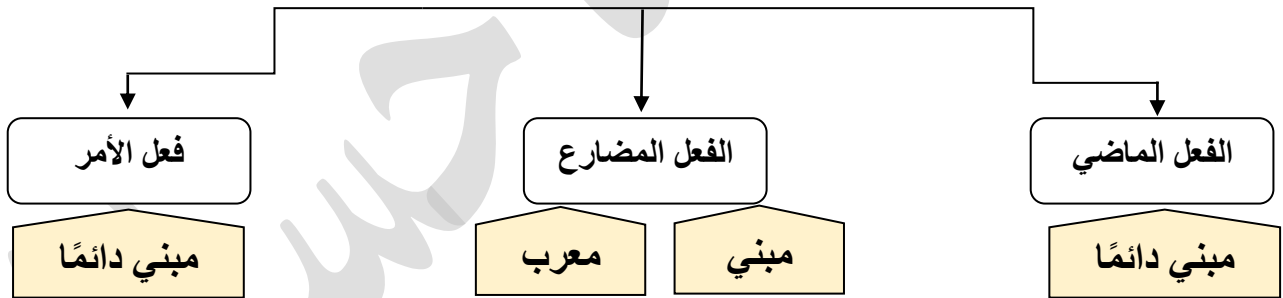 الفعل الماضي
الفعل المضارع
فعل الأمر
مبني دائمًا
مبني
معرب
مبني دائمًا